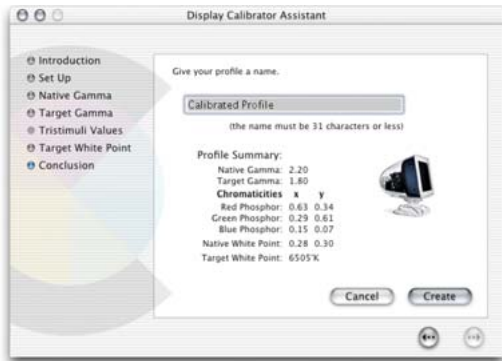 Display Calibrator Assistant
Introduction
Set Up
Native Gamma
Target Gamma
Tristimuli Values
Target White Point
Conclusion
Give your profile a name.
Calibrated Profile
(the name must be 31 characters or less)
Profile Summary:
Native Gamma: 2.20
Target Gamma: 1.80
Chromaticities x y
Red Phosphor: 0.63 0.34
Green Phosphor: 0.29 0.61
Blue Phosphor: 0.15 0.07
Native White Point: 0.28 0.30
Target White Point: 6505°K
Cancel
Create